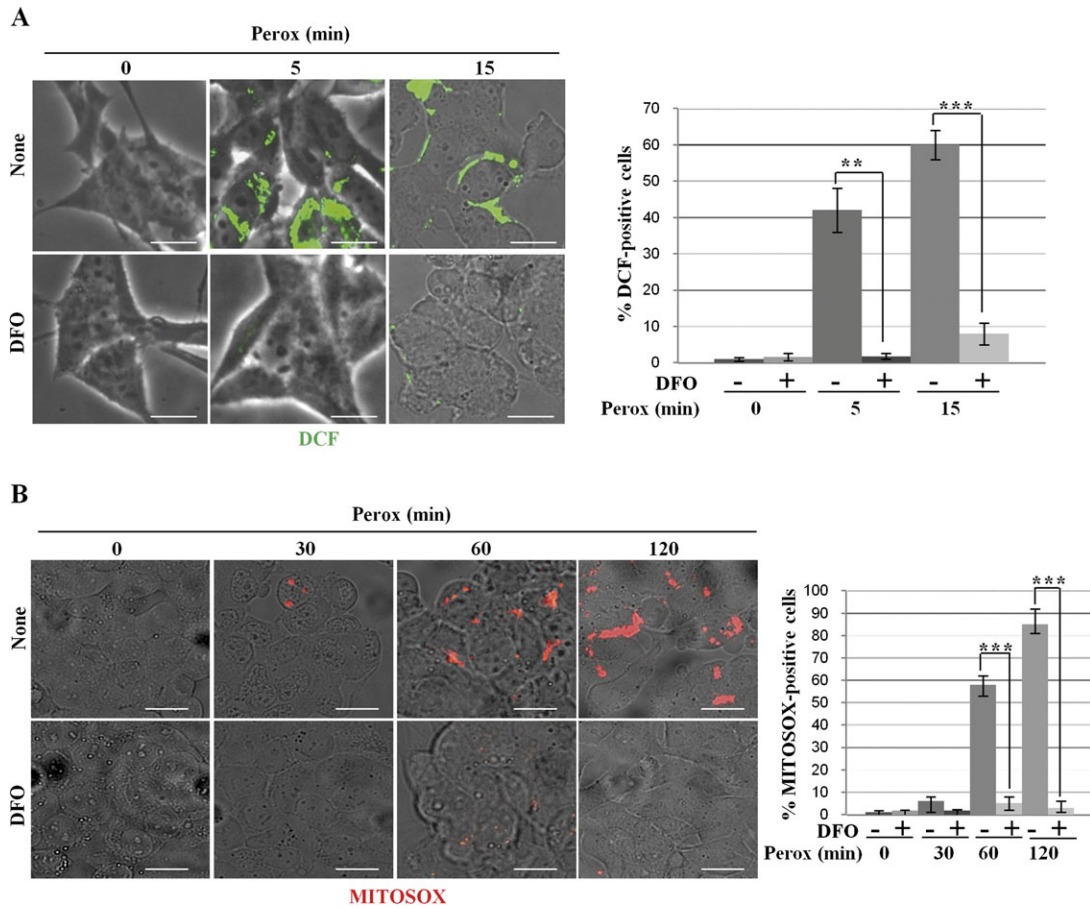 A
Perox (min)
0 5 15
None
DFO
DCF
% DCF-positive cells
70
60
50
40
30
20
10
0
**
***
DFO - + - + - +
Perox (min) 0 5 15
B
Perox (min)
0 30 60 120
None
DFO
MITOSOX
% MITOSOX-positive cells
100
90
80
70
60
50
40
30
20
10
0
***
***
DFO - + - + - + - +
Perox (min) 0 30 60 120